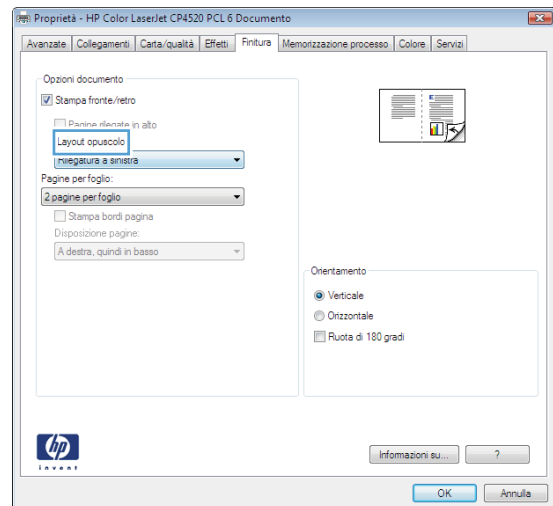 Proprietà - HP Color LaserJet CP4520 PCL 6 Documento
Avanzate Collegamenti Carta/qualità Effetti Finitura Memorizzazione processo Colore Servizi
Opzioni documento
Stampa fronte/retro
Pagine rilegate in alto
Layout opuscolo
Rilegatura a sinistra
Pagine per foglio:
2 pagine per foglio
Stampa bordi pagina
Disposizione pagine:
A destra, quindi in basso
Orientamento
Verticale
Orizzontale
Ruota di 180 gradi
hp
invent
Informazioni su... ?
OK Annulla